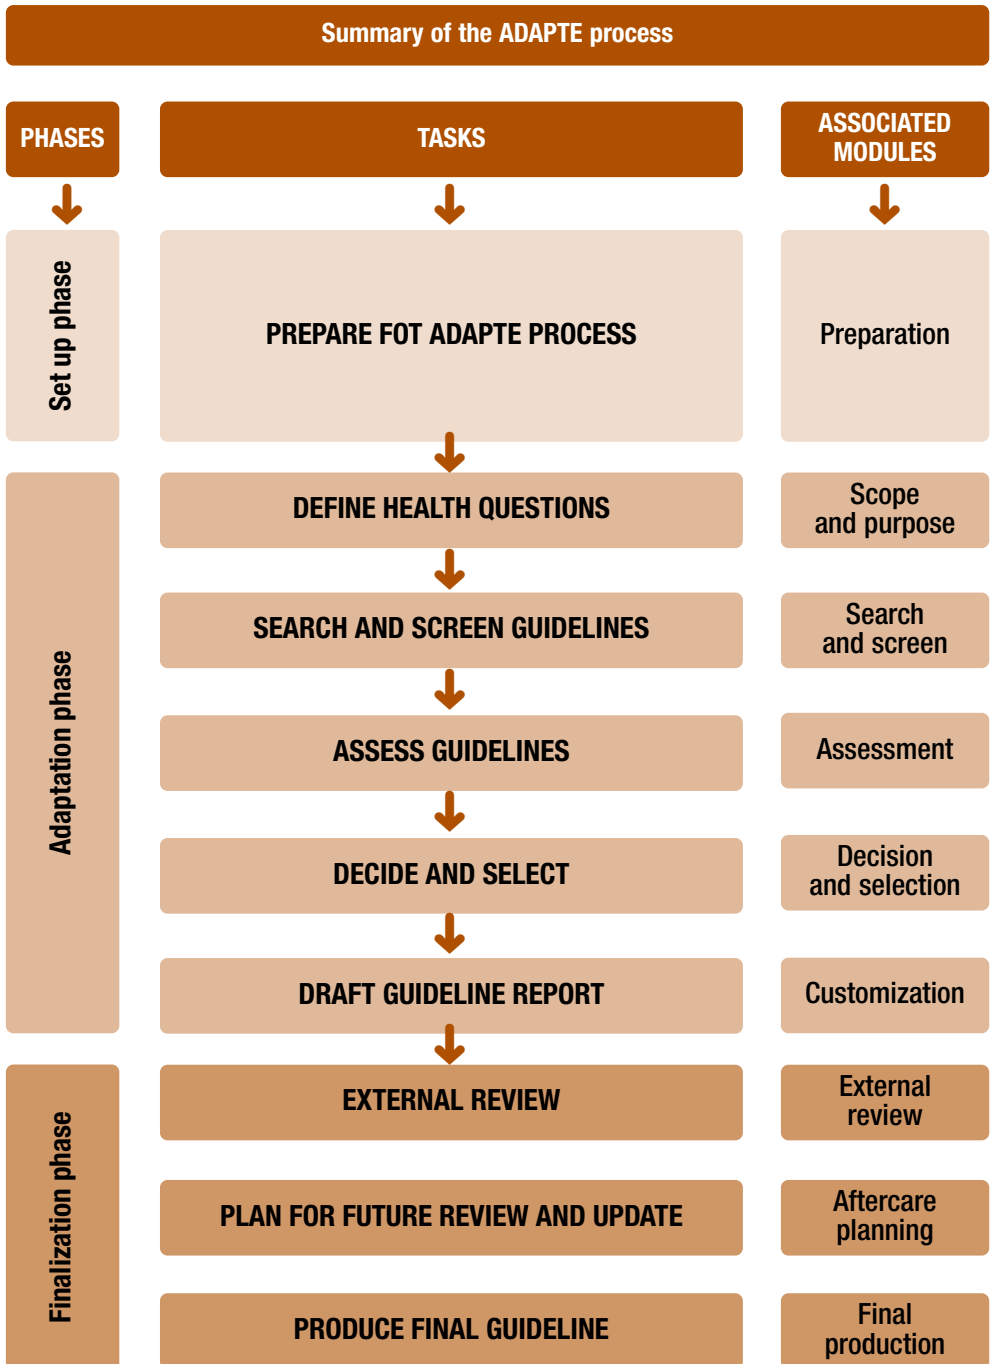 Summary of the ADAPTE process
PHASES
TASKS
ASSOCIATED
MODULES
Set up phase
PREPARE FOT ADAPTE PROCESS
Preparation
Adaptation phase
DEFINE HEALTH QUESTIONS
Scope
and purpose
SEARCH AND SCREEN GUIDELINES
Search
and screen
ASSESS GUIDELINES
Assessment
DECIDE AND SELECT
Decision
and selection
DRAFT GUIDELINE REPORT
Customization
Finalization phase
EXTERNAL REVIEW
External
review
PLAN FOR FUTURE REVIEW AND UPDATE
Aftercare
planning
PRODUCE FINAL GUIDELINE
Final
production